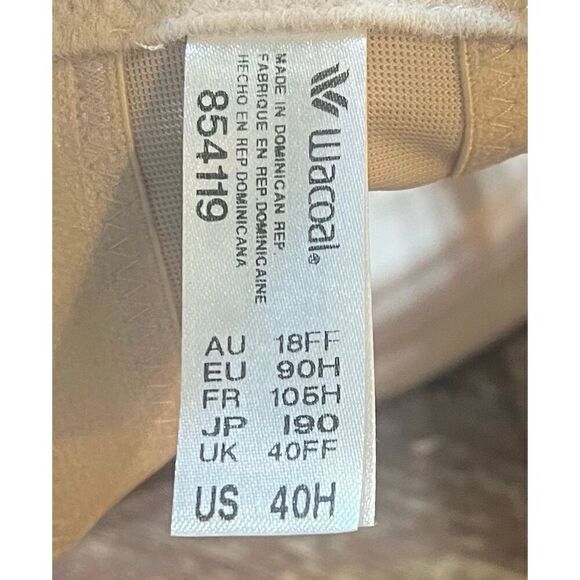 Wacoal®
MADE IN DOMINICAN REP.
FABRIQUE EN REP. DOMINICAINE
HECHO EN REP DOMINICANA
854119
AU 18FF
EU 90H
FR 105H
JP I90
UK 40FF
US 40H